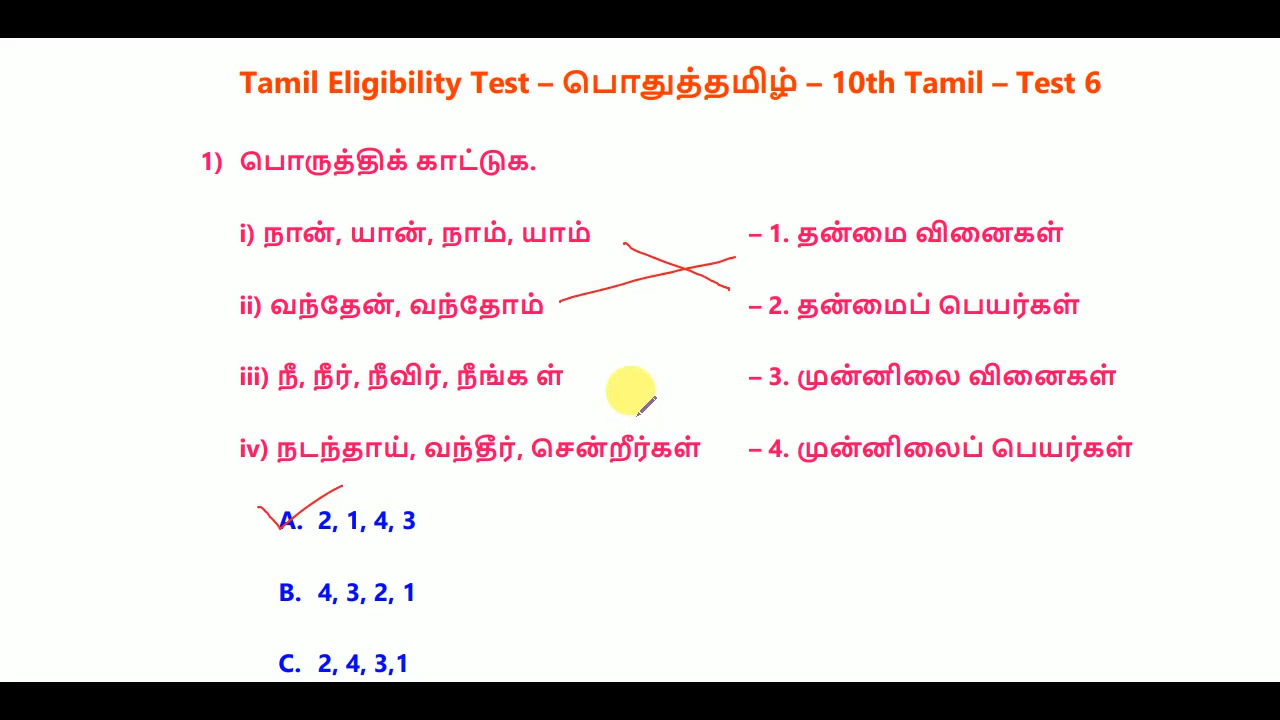 Tamil Eligibility Test – பொதுத்தமிழ் – 10th Tamil – Test 6
1) பொருத்திக் காட்டுக.
i) நான், யான், நாம், யாம் – 1. தன்மை வினைகள்
ii) வந்தேன், வந்தோம் – 2. தன்மைப் பெயர்கள்
iii) நீ, நீர், நீவிர், நீங்க ள் – 3. முன்னிலை வினைகள்
iv) நடந்தாய், வந்தீர், சென்றீர்கள் – 4. முன்னிலைப் பெயர்கள்
A. 2, 1, 4, 3
B. 4, 3, 2, 1
C. 2, 4, 3,1